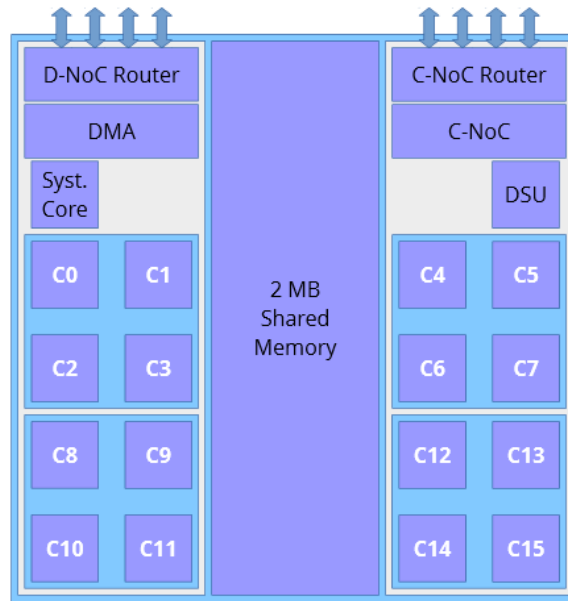 D-NoC Router
C-NoC Router
DMA
C-NoC
Syst.
Core
DSU
C0
C1
C4
C5
2 MB
Shared
Memory
C2
C3
C6
C7
C8
C9
C12
C13
C10
C11
C14
C15